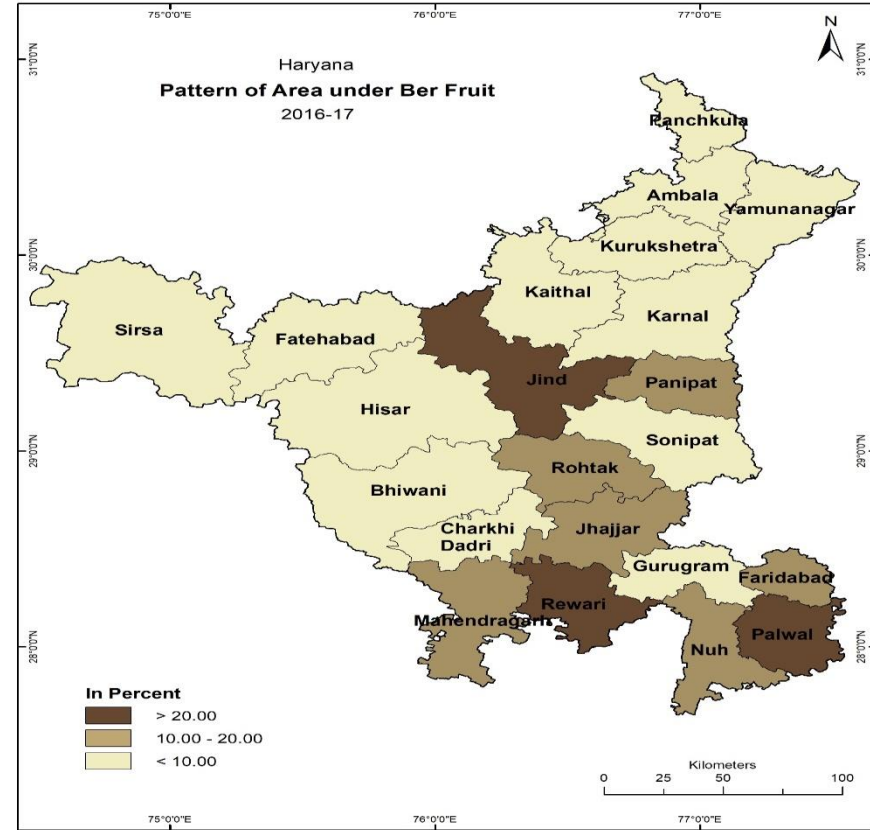 75°0'0"E 76°0'0"E 77°0'0"E
N
31°0'0"N 31°0'0"N
Haryana
Pattern of Area under Ber Fruit
2016-17
Panchkula
Ambala
Yamunanagar
Kurukshetra
30°0'0"N 30°0'0"N
Kaithal
Karnal
Sirsa
Fatehabad
Jind
Panipat
Hisar
Sonipat
29°0'0"N 29°0'0"N
Rohtak
Bhiwani
Charkhi
Dadri
Jhajjar
Gurugram
Faridabad
Rewari
Mahendragarh
Palwal
Nuh
28°0'0"N 28°0'0"N
In Percent
> 20.00
10.00 - 20.00
< 10.00
Kilometers
0 25 50 100
75°0'0"E 76°0'0"E 77°0'0"E